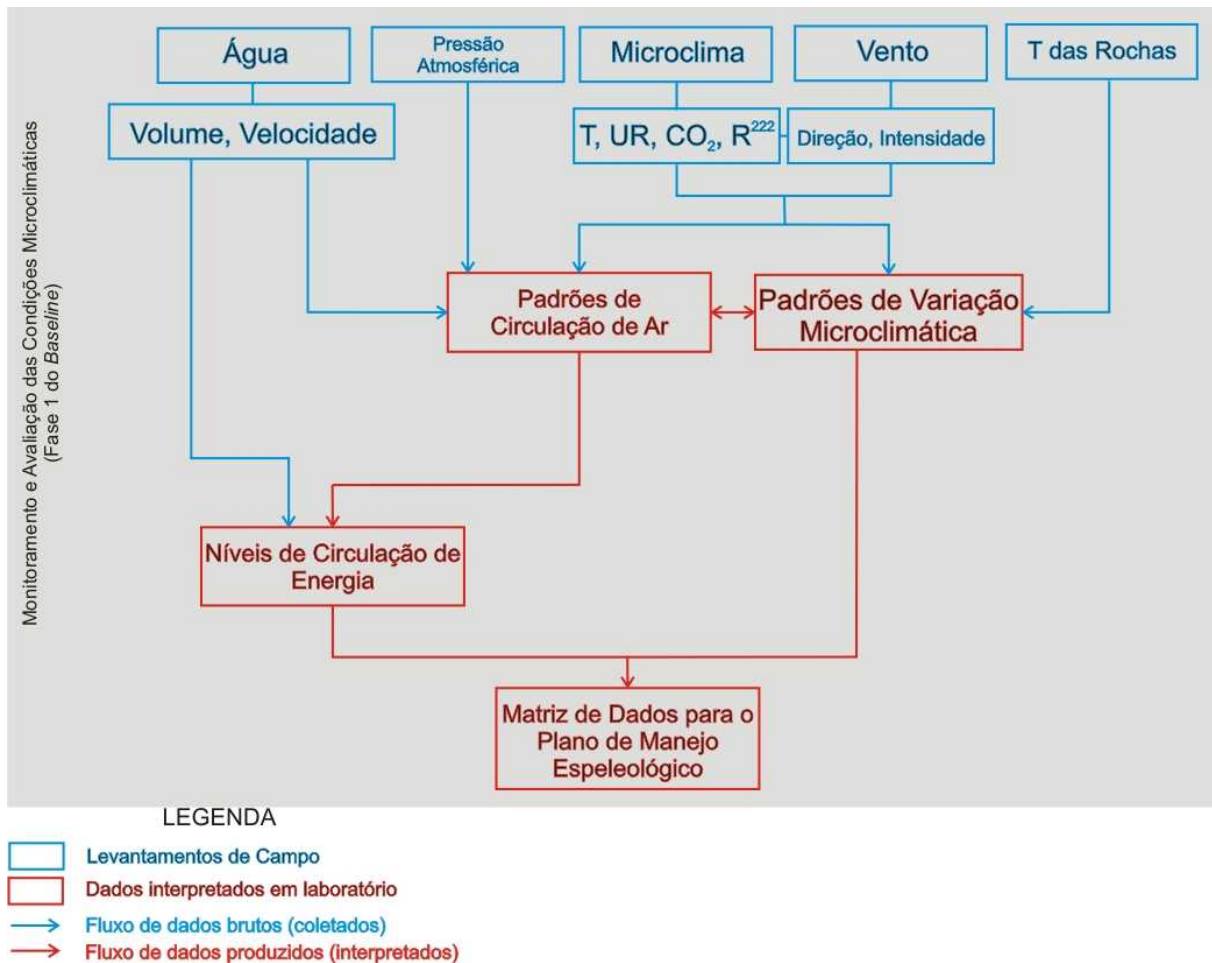 Água
Pressão
Atmosférica
Microclima
Vento
T das Rochas
Volume, Velocidade
T, UR, CO₂, R²²²
Direção, Intensidade
Padrões de
Circulação de Ar
Padrões de Variação
Microclimática
Monitoramento e Avaliação das Condições Microclimáticas
(Fase 1 do Baseline)
Níveis de Circulação de
Energia
Matriz de Dados para o
Plano de Manejo
Espeleológico
LEGENDA
Levantamentos de Campo
Dados interpretados em laboratório
Fluxo de dados brutos (coletados)
Fluxo de dados produzidos (interpretados)